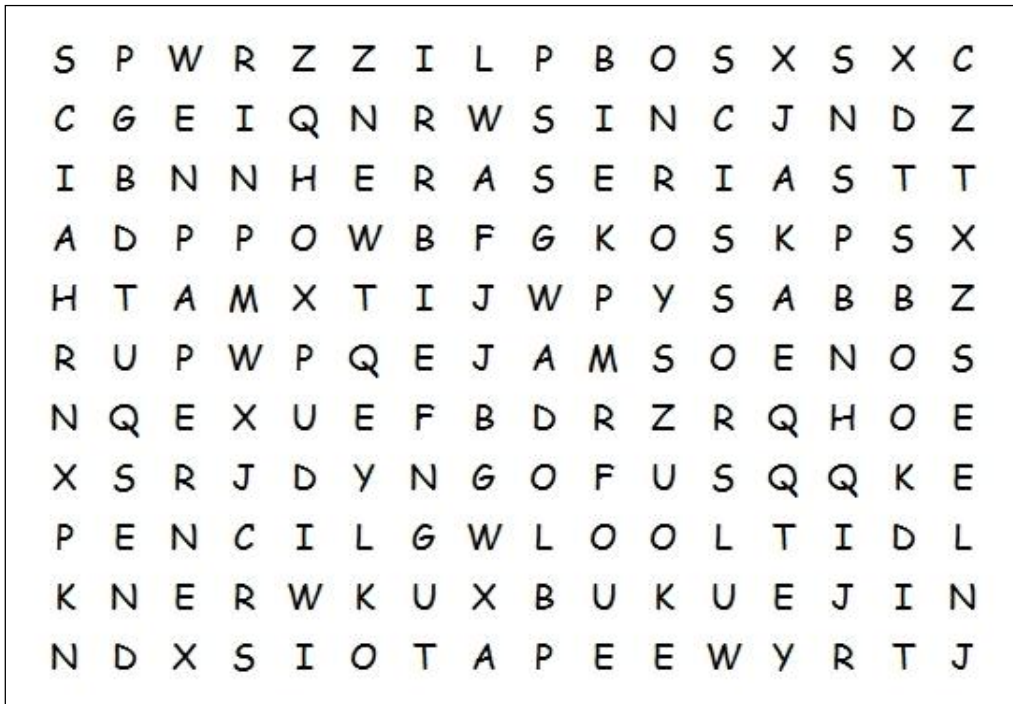 S P W R Z Z I L P B O S X S X C
C G E I Q N R W S I N C J N D Z
I B N N H E R A S E R I A S T T
A D P P O W B F G K O S K P S X
H T A M X T I J W P Y S A B B Z
R U P W P Q E J A M S O E N O S
N Q E X U E F B D R Z R Q H O E
X S R J D Y N G O F U S Q Q K E
P E N C I L G W L O O L T I D L
K N E R W K U X B U K U E J I N
N D X S I O T A P E E W Y R T J